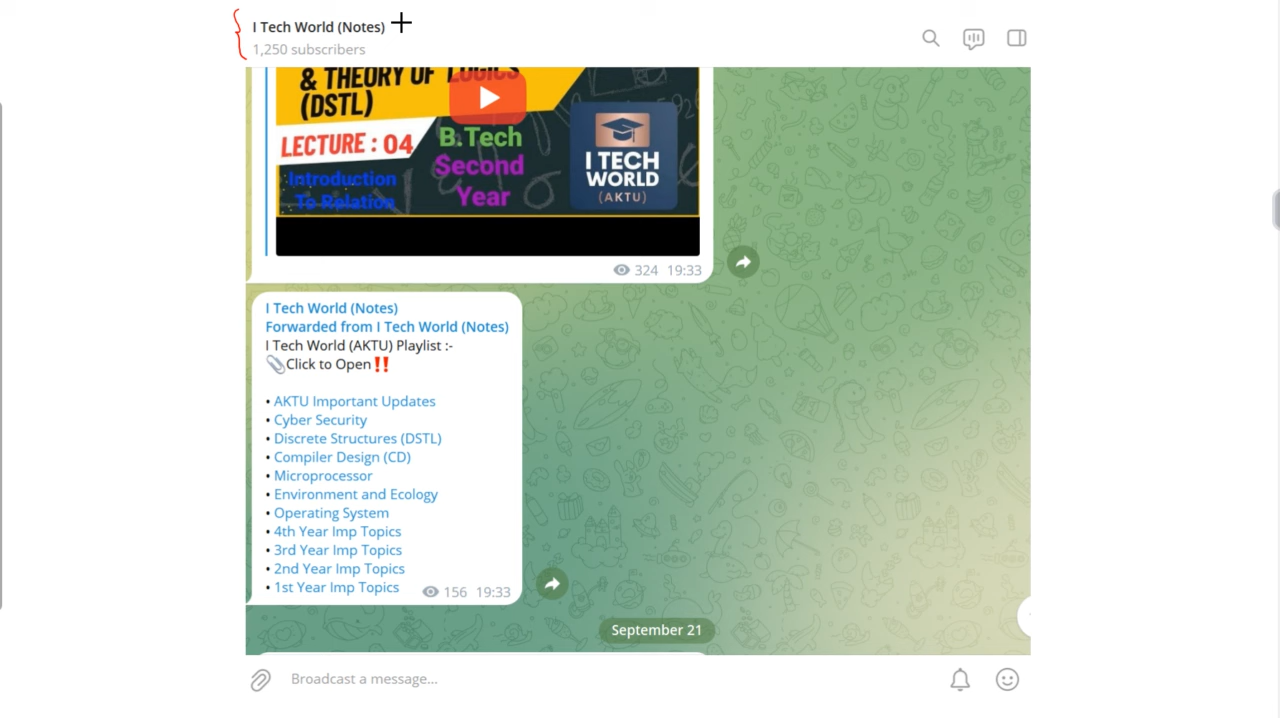 I Tech World (Notes)
1,250 subscribers
& THEORY OF LOGICS
(DSTL)
LECTURE : 04
B.Tech
Second
Year
Introduction
To Relation
I TECH
WORLD
(AKTU)
324 19:33
I Tech World (Notes)
Forwarded from I Tech World (Notes)
I Tech World (AKTU) Playlist :-
📎Click to Open‼️
• AKTU Important Updates
• Cyber Security
• Discrete Structures (DSTL)
• Compiler Design (CD)
• Microprocessor
• Environment and Ecology
• Operating System
• 4th Year Imp Topics
• 3rd Year Imp Topics
• 2nd Year Imp Topics
• 1st Year Imp Topics
156 19:33
September 21
Broadcast a message...